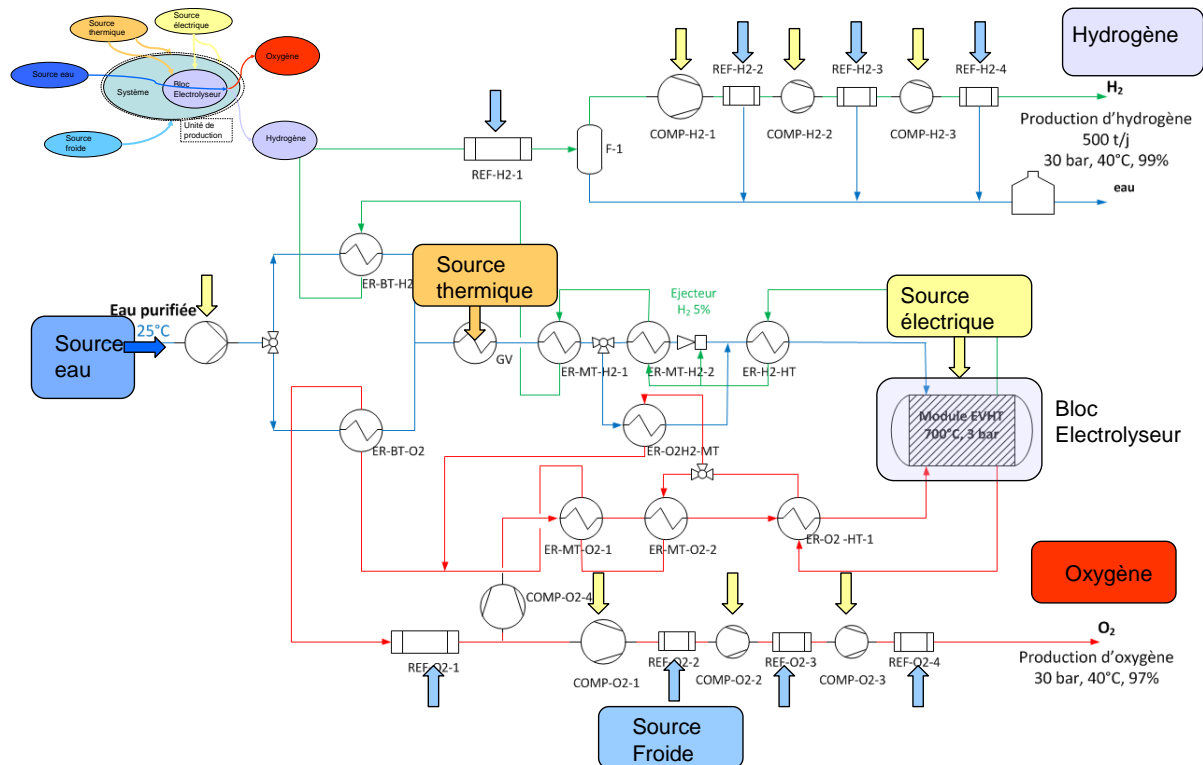 Source
thermique
Source
électrique
Oxygène
Source eau
Système
Bloc
Electrolyseur
Unité de
production
Source
froide
Hydrogène
REF-H2-1
F-1
COMP-H2-1
REF-H2-2
COMP-H2-2
REF-H2-3
COMP-H2-3
REF-H2-4
Hydrogène
H₂
Production d'hydrogène
500 t/j
30 bar, 40°C, 99%
eau
ER-BT-H2
Source
thermique
GV
Eau purifiée
25°C
Source
eau
ER-MT-H2-1
Ejecteur
H₂ 5%
ER-MT-H2-2
ER-H2-HT
Source
électrique
Module EVHT
700°C, 3 bar
Bloc
Electrolyseur
ER-BT-O2
ER-O2H2-MT
ER-MT-O2-1
ER-MT-O2-2
ER-O2 -HT-1
COMP-O2-4
Oxygène
REF-O2-1
COMP-O2-1
REF-O2-2
COMP-O2-2
REF-O2-3
COMP-O2-3
REF-O2-4
O₂
Production d'oxygène
30 bar, 40°C, 97%
Source
Froide